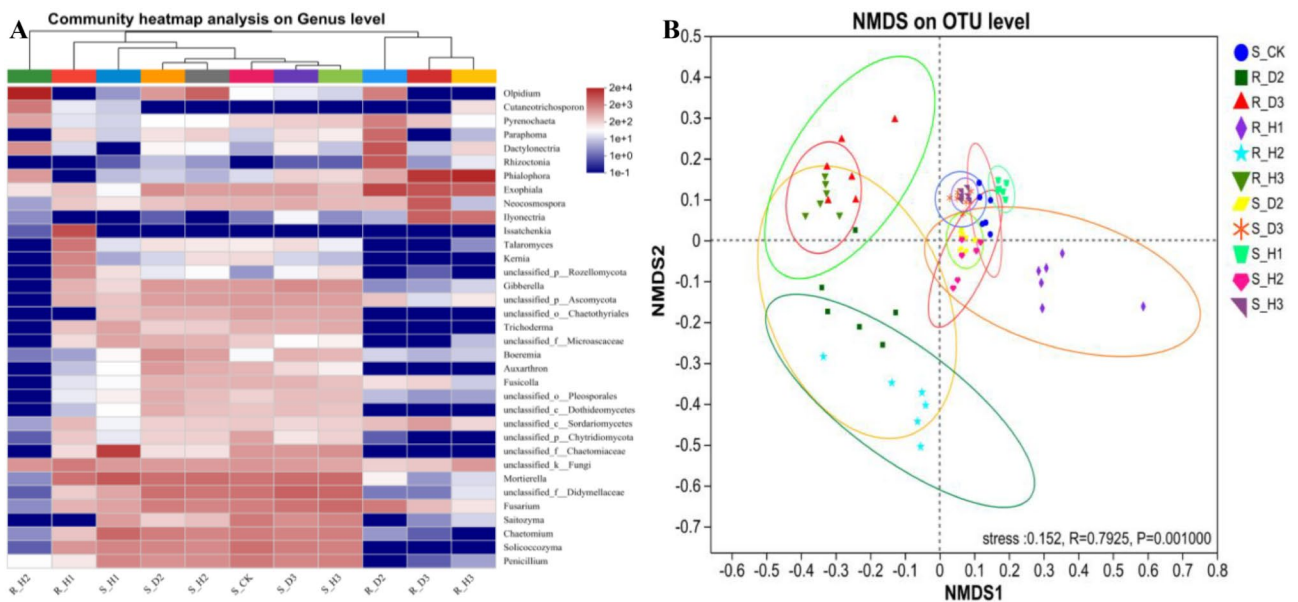 A
Community heatmap analysis on Genus level
2e+4
2e+3
1e+1
1e+0
1e-1
Olpidium
Cutaneotrichosporon
Pyrenochaeta
Paraphoma
Dactylonectria
Rhizoctonia
Phialophora
Exophiala
Neocosmospora
Ilyonectria
Issatchenkia
Talaromyces
Kernia
unclassified_p__Rozellomycota
Gibberella
unclassified_p__Ascomycota
unclassified_o__Chaetothyriales
Trichoderma
unclassified_f__Microascaceae
Boeremia
Auxarthron
Fusicolla
unclassified_o__Pleosporales
unclassified_c__Dothideomycetes
unclassified_c__Sordariomycetes
unclassified_p__Chytridiomycota
unclassified_f__Chaetomiaceae
unclassified_k__Fungi
Mortierella
unclassified_f__Didymellaceae
Fusarium
Saitozyma
Chaetomium
Solicoccozyma
Penicillium
R_H2 R_H1 S_H1 S_D2 S_H2 S_CK S_D3 S_H3 R_D2 R_D3 R_H3
B
NMDS on OTU level
0.5
0.4
0.3
0.2
0.1
0
-0.1
-0.2
-0.3
-0.4
-0.5
-0.6
-0.7
NMDS2
-0.6 -0.5 -0.4 -0.3 -0.2 -0.1 0 0.1 0.2 0.3 0.4 0.5 0.6 0.7 0.8
NMDS1
stress :0.152, R=0.7925, P=0.001000
S_CK
R_D2
R_D3
R_H1
R_H2
R_H3
S_D2
S_D3
S_H1
S_H2
S_H3